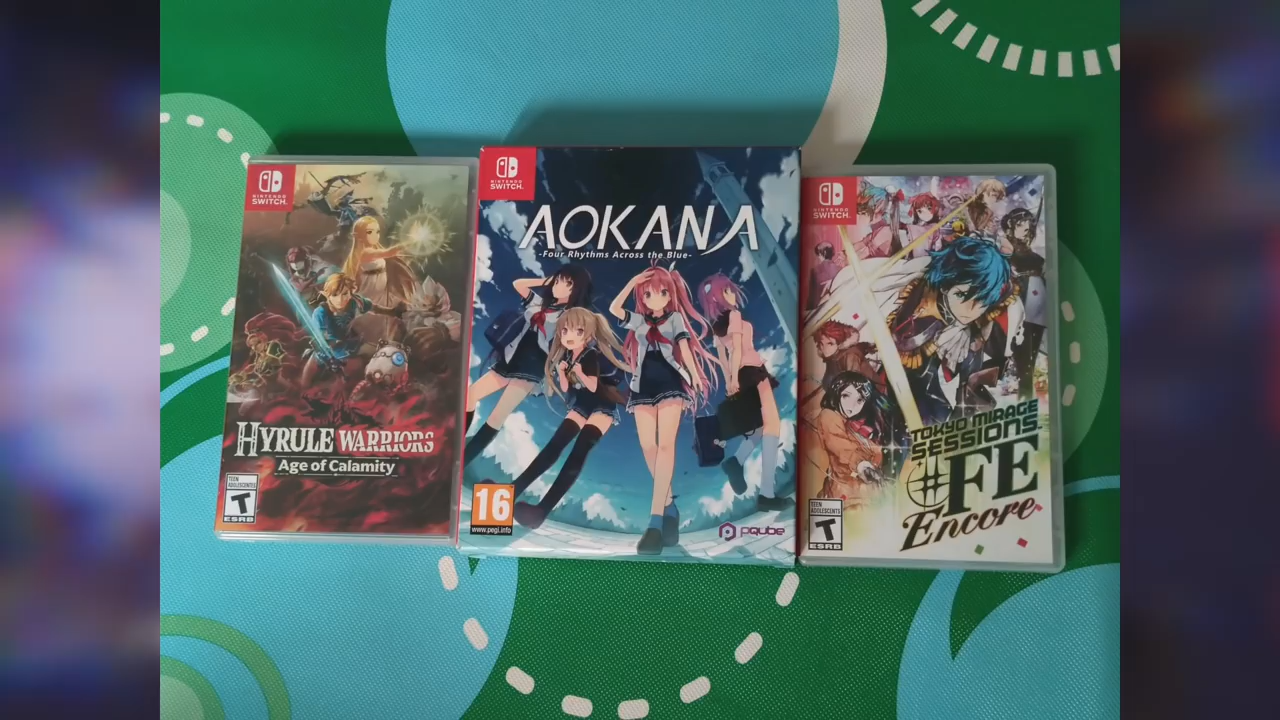 NINTENDO
SWITCH.
HYRULE WARRIORS
Age of Calamity
TEEN
ADOLESCENTES
T
ESRB
NINTENDO
SWITCH.
AOKANA
-Four Rhythms Across the Blue-
16
www.pegi.info
PQube
NINTENDO
SWITCH.
TOKYO MIRAGE
SESSIONS
#FE
Encore
TEEN
ADOLESCENTS
T
ESRB